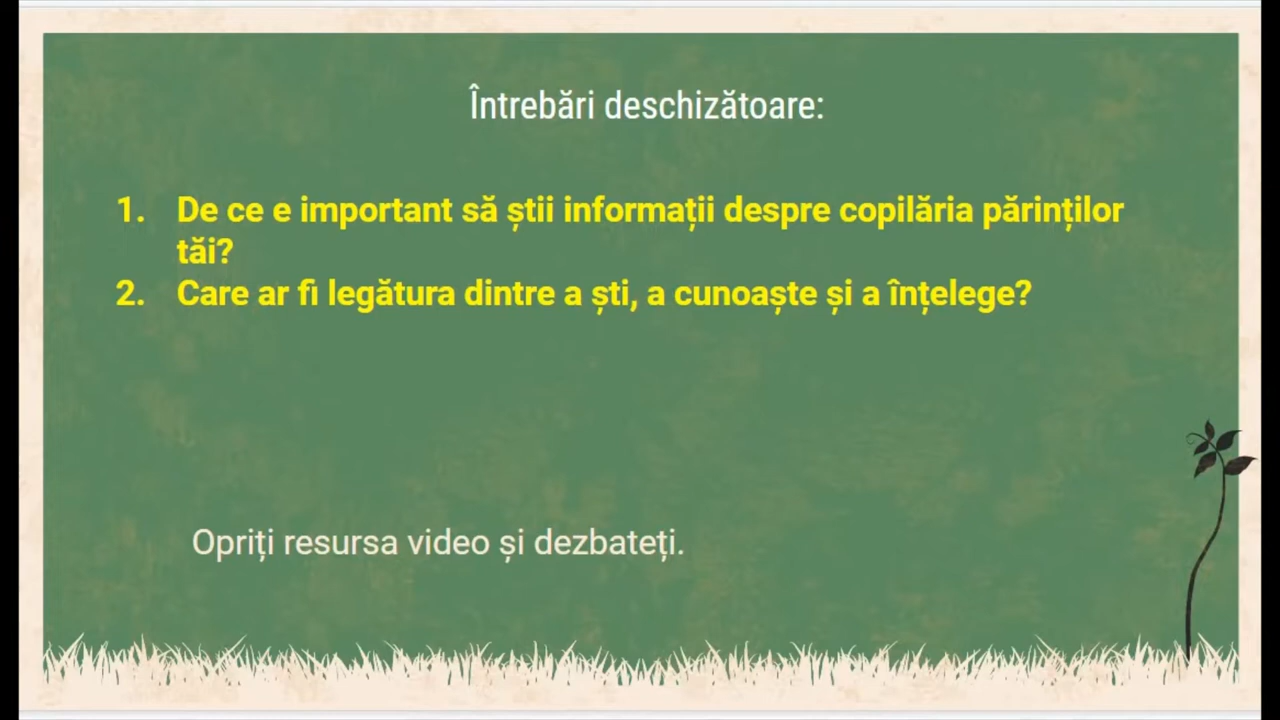 Întrebări deschizătoare:
1. De ce e important să știi informații despre copilăria părinților
tăi?
2. Care ar fi legătura dintre a ști, a cunoaște și a înțelege?
Opriți resursa video și dezbateți.